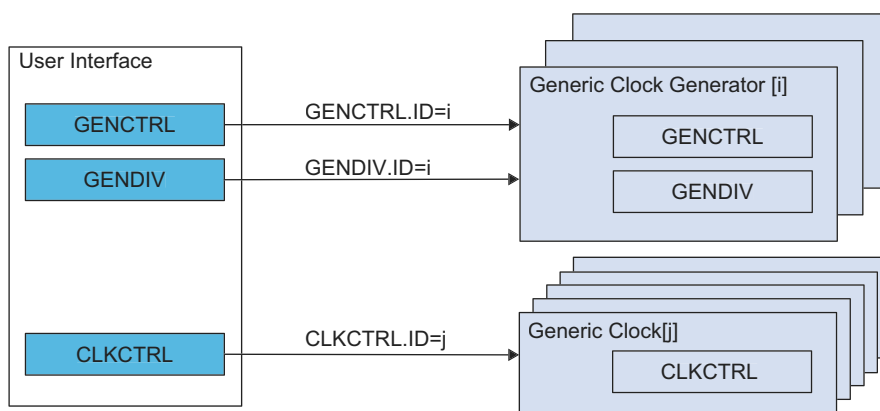 User Interface
GENCTRL
GENDIV
CLKCTRL
GENCTRL.ID=i
GENDIV.ID=i
CLKCTRL.ID=j
Generic Clock Generator [i]
GENCTRL
GENDIV
Generic Clock[j]
CLKCTRL